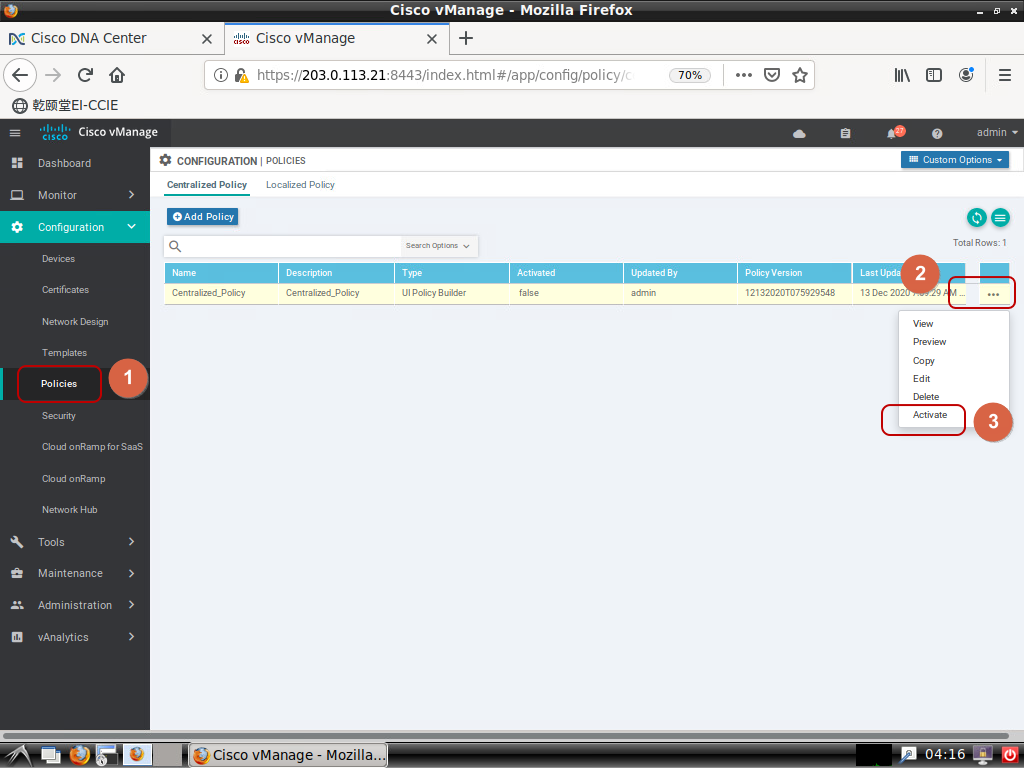 Cisco vManage - Mozilla Firefox
Cisco DNA Center
Cisco vManage
https://203.0.113.21:8443/index.html#/app/config/policy/c
70%
乾颐堂EI-CCIE
Cisco vManage
27
admin
Dashboard
Monitor
Configuration
Devices
Certificates
Network Design
Templates
Policies
1
Security
Cloud onRamp for SaaS
Cloud onRamp
Network Hub
Tools
Maintenance
Administration
vAnalytics
CONFIGURATION | POLICIES
Custom Options
Centralized Policy Localized Policy
Add Policy
Search Options
Total Rows: 1
Name Description Type Activated Updated By Policy Version Last
2
Centralized_Policy Centralized_Policy UI Policy Builder false admin 12132020T075929548 13 Dec 2020 AM ...
View
Preview
Copy
Edit
Delete
Activate
3
Cisco vManage - Mozilla...
04:16